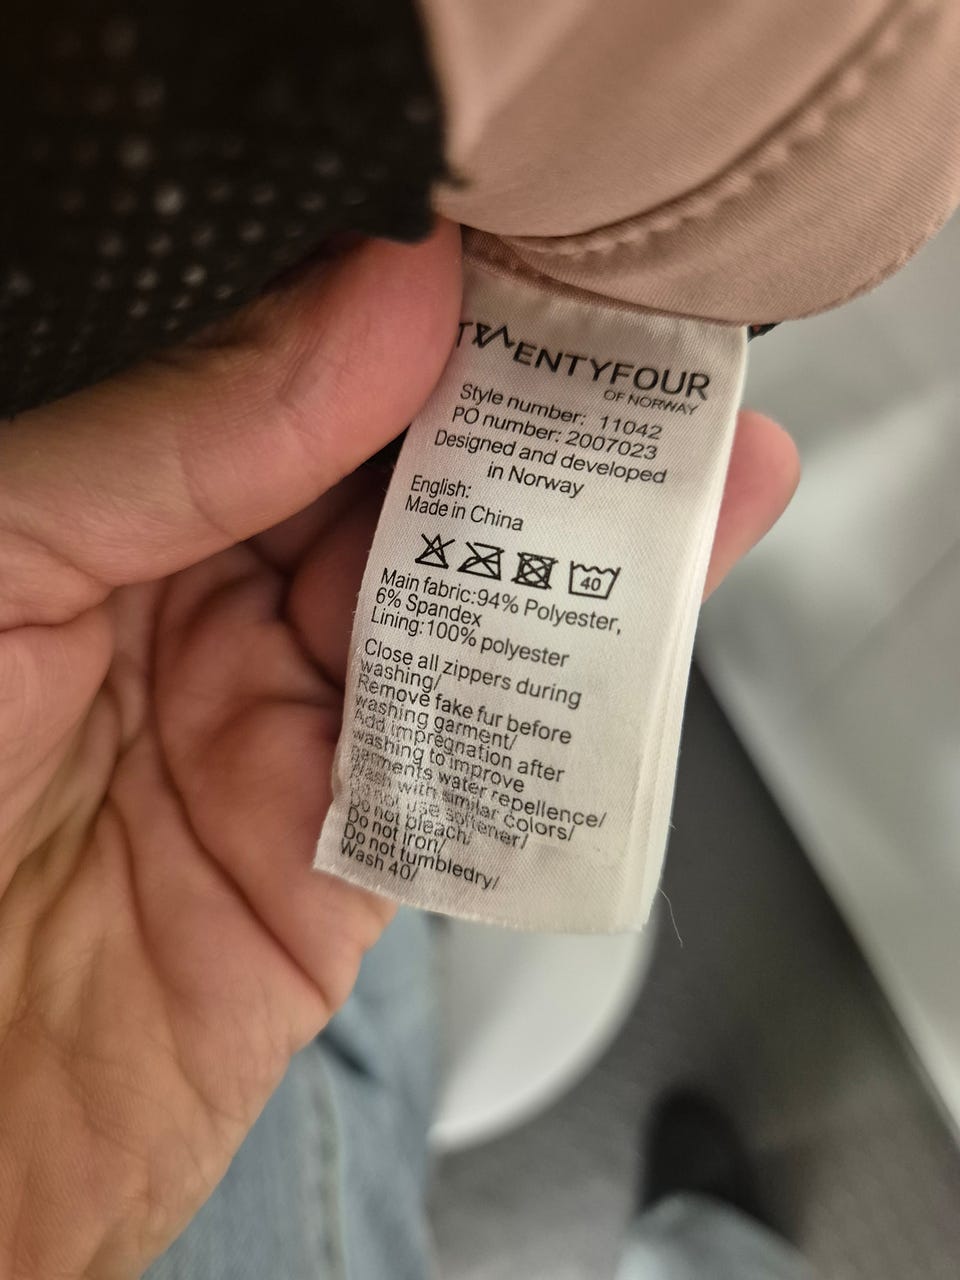 TWENTYFOUR
OF NORWAY
Style number: 11042
PO number: 2007023
Designed and developed
in Norway
English:
Made in China
40
Main fabric:94% Polyester,
6% Spandex
Lining:100% polyester
Close all zippers during
washing/
Remove fake fur before
washing garment/
Add impregnation after
washing to improve
garments water repellence/
Wash with similar colors/
Do not use softener/
Do not bleach/
Do not Iron/
Do not tumbledry/
Wash 40/